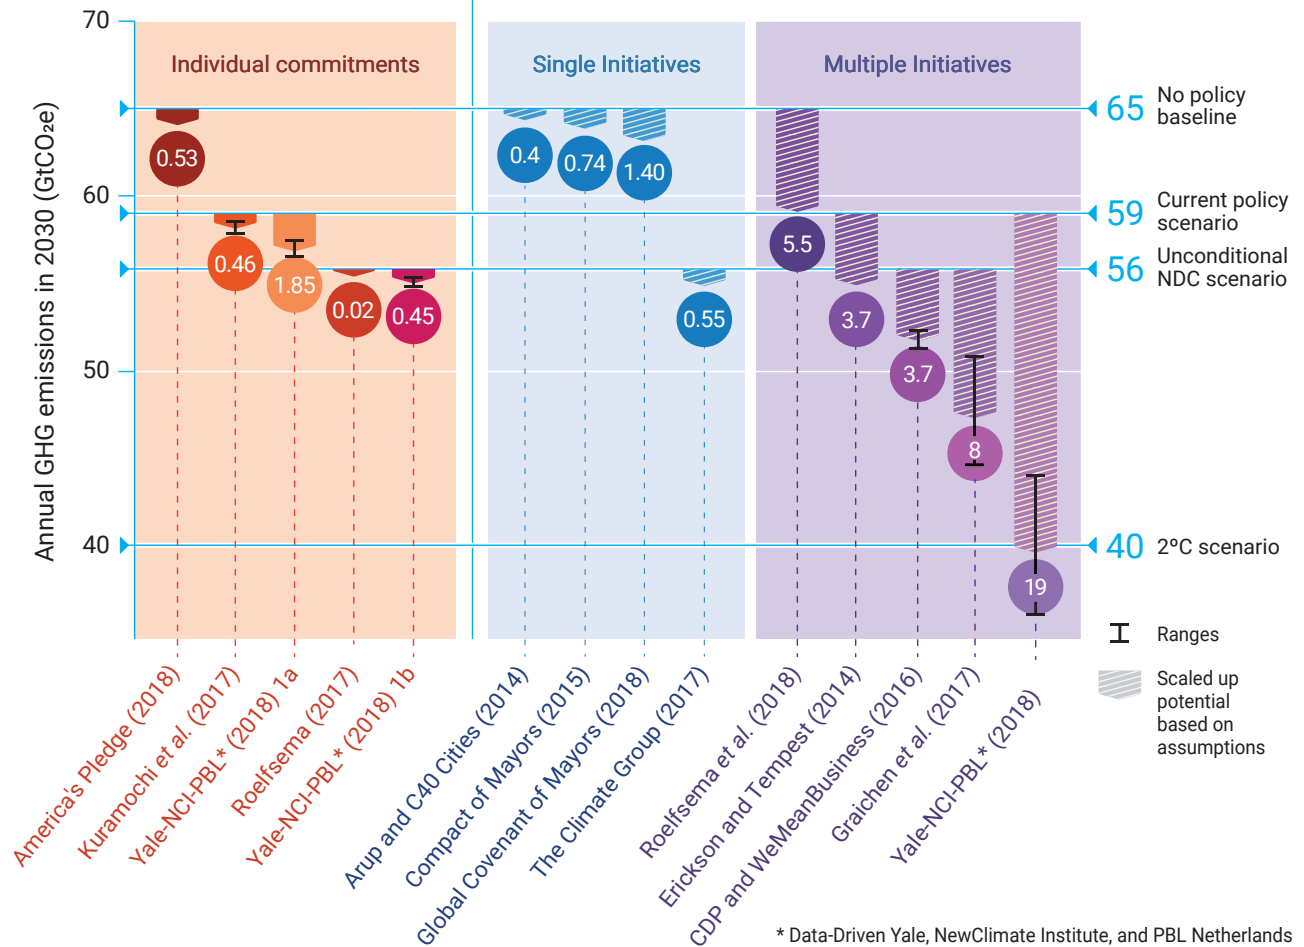 70
60
50
40
Annual GHG emissions in 2030 (GtCO₂e)
Individual commitments
Single Initiatives
Multiple Initiatives
0.53
0.46
1.85
0.02
0.45
0.4
0.74
1.40
0.55
5.5
3.7
3.7
8
19
65 No policy
baseline
59 Current policy
scenario
56 Unconditional
NDC scenario
40 2ºC scenario
Ranges
Scaled up
potential
based on
assumptions
America's Pledge (2018)
Kuramochi et al. (2017)
Yale-NCI-PBL* (2018) 1a
Roelfsema (2017)
Yale-NCI-PBL* (2018) 1b
Arup and C40 Cities (2014)
Compact of Mayors (2015)
Global Covenant of Mayors (2018)
The Climate Group (2017)
Roelfsema et al. (2018)
Erickson and Tempest (2014)
CDP and WeMeanBusiness (2016)
Graichen et al. (2017)
Yale-NCI-PBL* (2018)
* Data-Driven Yale, NewClimate Institute, and PBL Netherlands